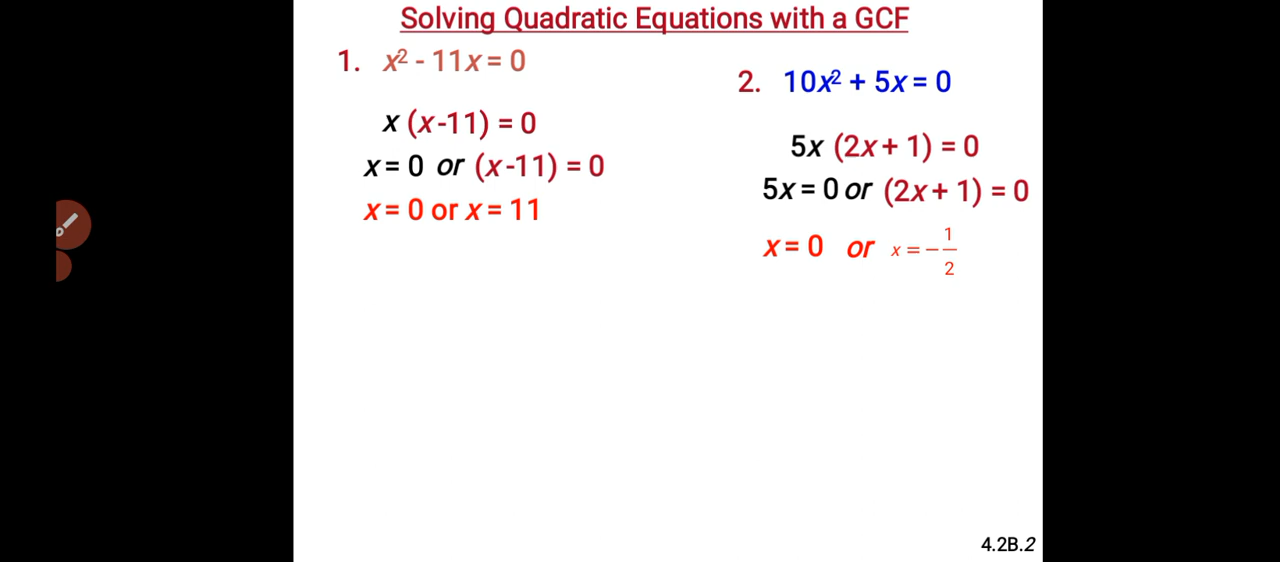 Solving Quadratic Equations with a GCF
1. x² - 11x = 0
x (x-11) = 0
x = 0 or (x-11) = 0
x = 0 or x = 11
2. 10x² + 5x = 0
5x (2x + 1) = 0
5x = 0 or (2x + 1) = 0
x = 0 or x = -1/2
4.2B.2